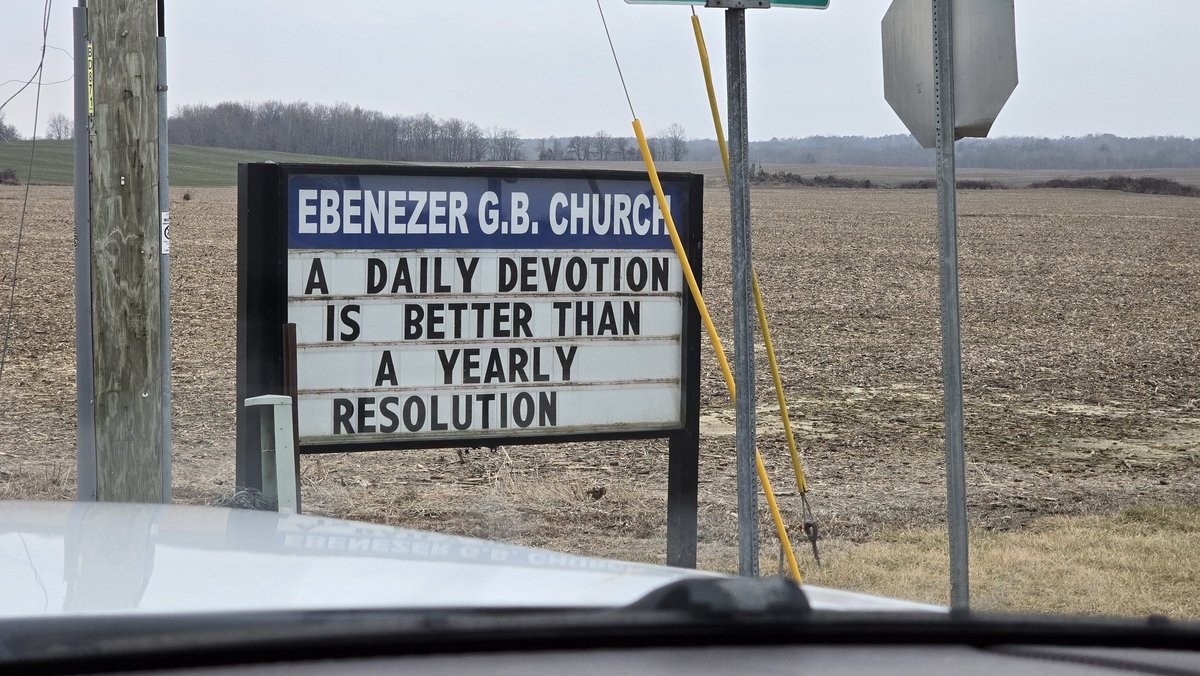 EBENEZER G.B. CHURCH
A DAILY DEVOTION
IS BETTER THAN
A YEARLY
RESOLUTION